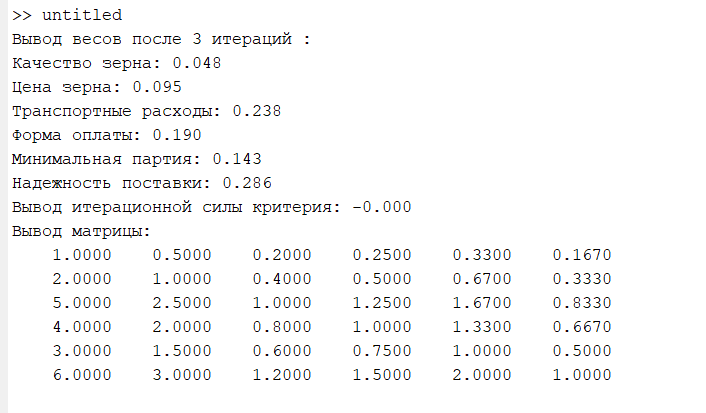 >> untitled
Вывод весов после 3 итераций :
Качество зерна: 0.048
Цена зерна: 0.095
Транспортные расходы: 0.238
Форма оплаты: 0.190
Минимальная партия: 0.143
Надежность поставки: 0.286
Вывод итерационной силы критерия: -0.000
Вывод матрицы:
1.0000 0.5000 0.2000 0.2500 0.3300 0.1670
2.0000 1.0000 0.4000 0.5000 0.6700 0.3330
5.0000 2.5000 1.0000 1.2500 1.6700 0.8330
4.0000 2.0000 0.8000 1.0000 1.3300 0.6670
3.0000 1.5000 0.6000 0.7500 1.0000 0.5000
6.0000 3.0000 1.2000 1.5000 2.0000 1.0000